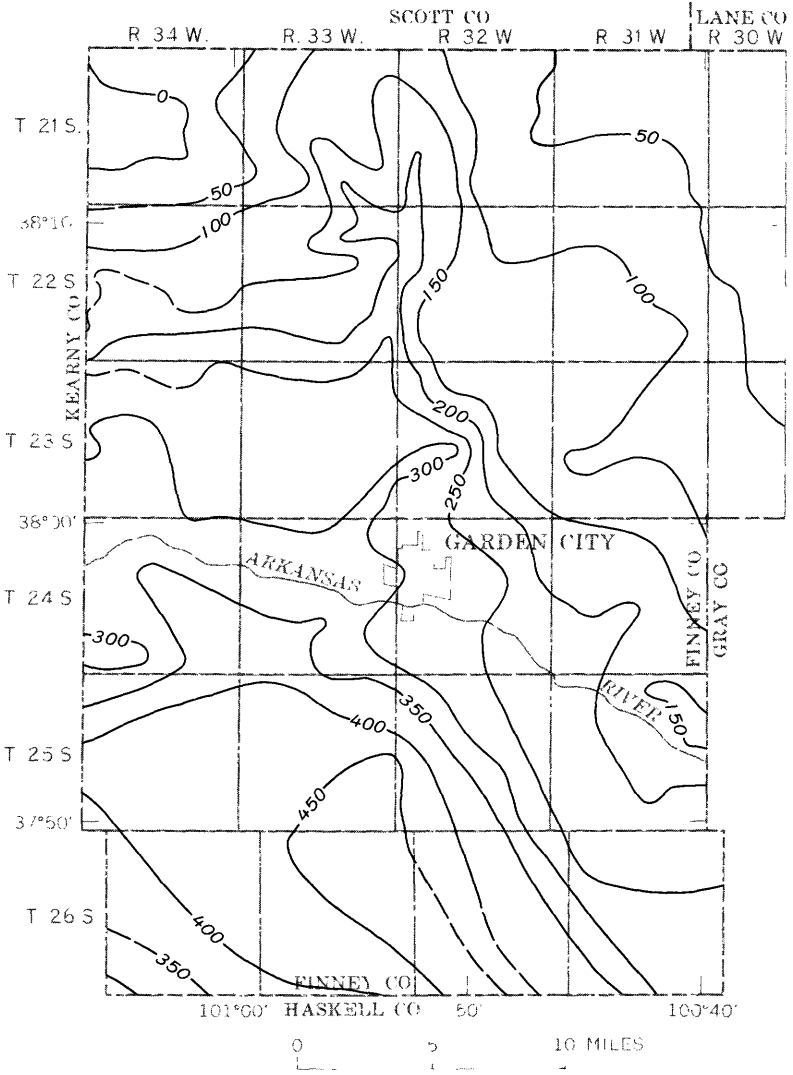 SCOTT CO
LANE CO
R 34 W.
R. 33 W.
R 32 W
R 31 W
R 30 W
0
T 21 S.
50
50
38°10'
100
T 22 S
150
100
KEARNY CO
200
T 23 S
300
250
38°00'
GARDEN CITY
ARKANSAS
T 24 S
FINNEY CO
GRAY CO
300
RIVER
350
150
400
T 25 S
450
37°50'
T 26 S
400
350
FINNEY CO
101°00' HASKELL CO 50' 100°40'
0 5 10 MILES